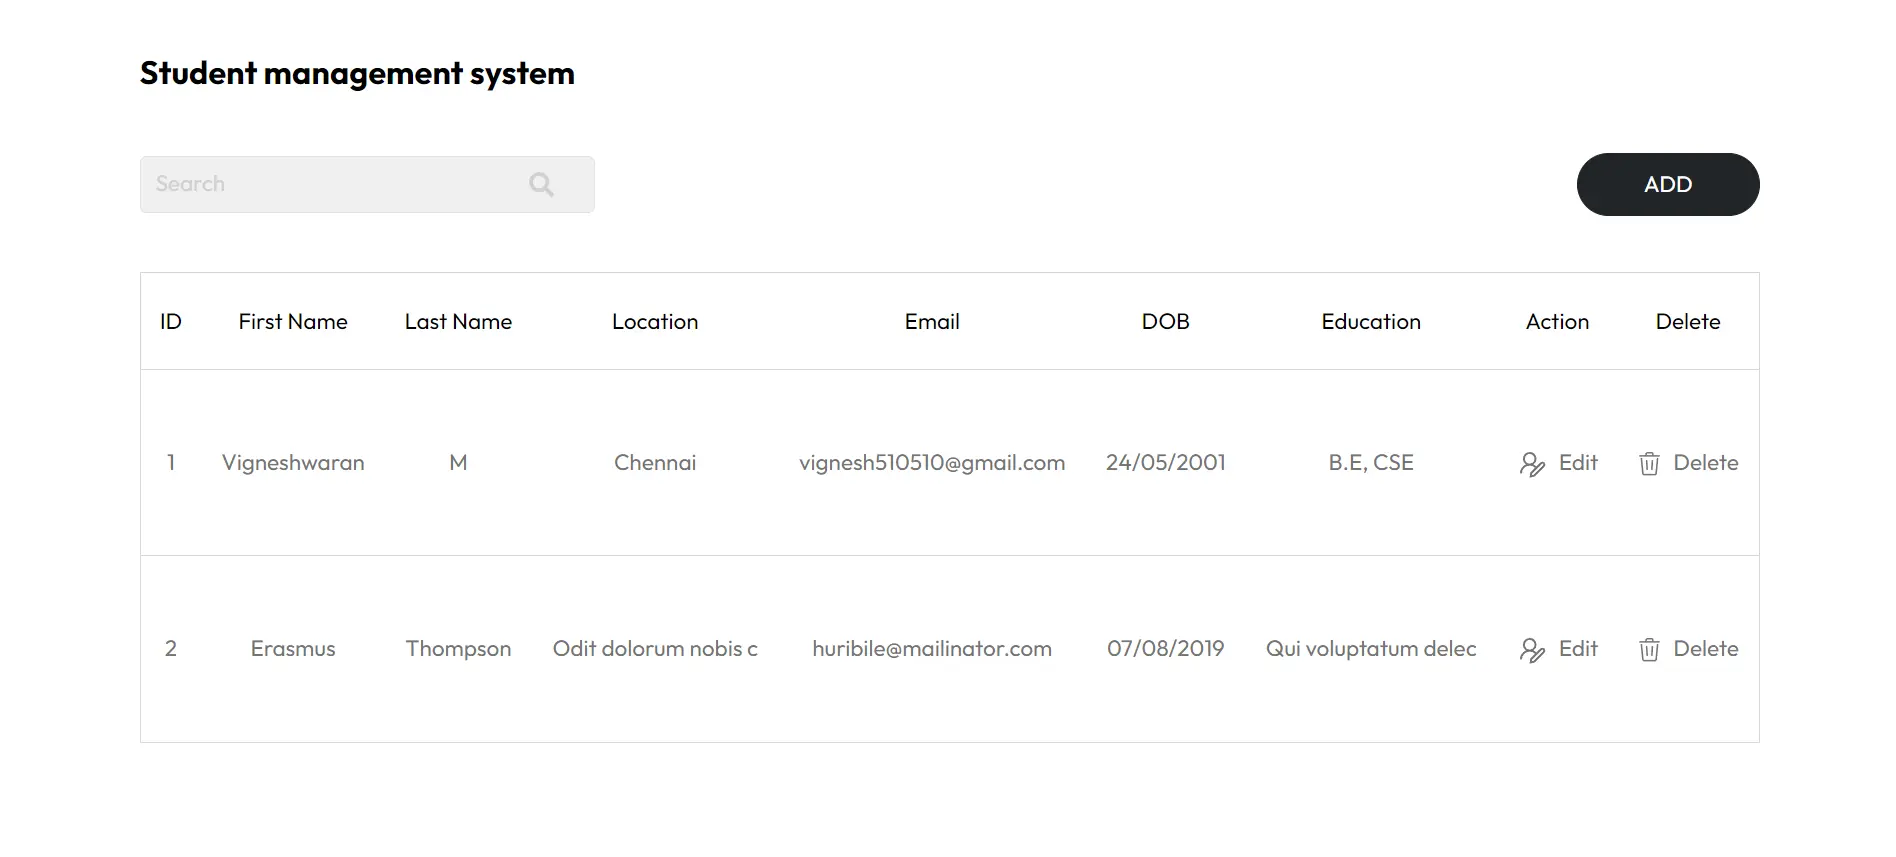 Student management system
Search
ADD
ID First Name Last Name Location Email DOB Education Action Delete
1 Vigneshwaran M Chennai vignesh510510@gmail.com 24/05/2001 B.E, CSE Edit Delete
2 Erasmus Thompson Odit dolorum nobis c huribile@mailinator.com 07/08/2019 Qui voluptatum delec Edit Delete